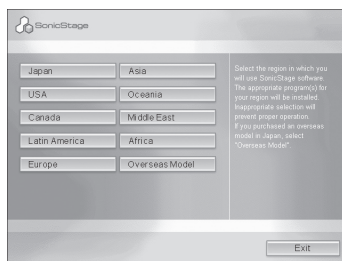 SonicStage
Japan
Asia
USA
Oceania
Canada
Middle East
Latin America
Africa
Europe
Overseas Model
Select the region in which you
will use SonicStage software.
The appropriate program(s) for
your region will be installed.
Inappropriate selection will
prevent proper operation.
If you purchased an overseas
model in Japan, select
"Overseas Model"
Exit